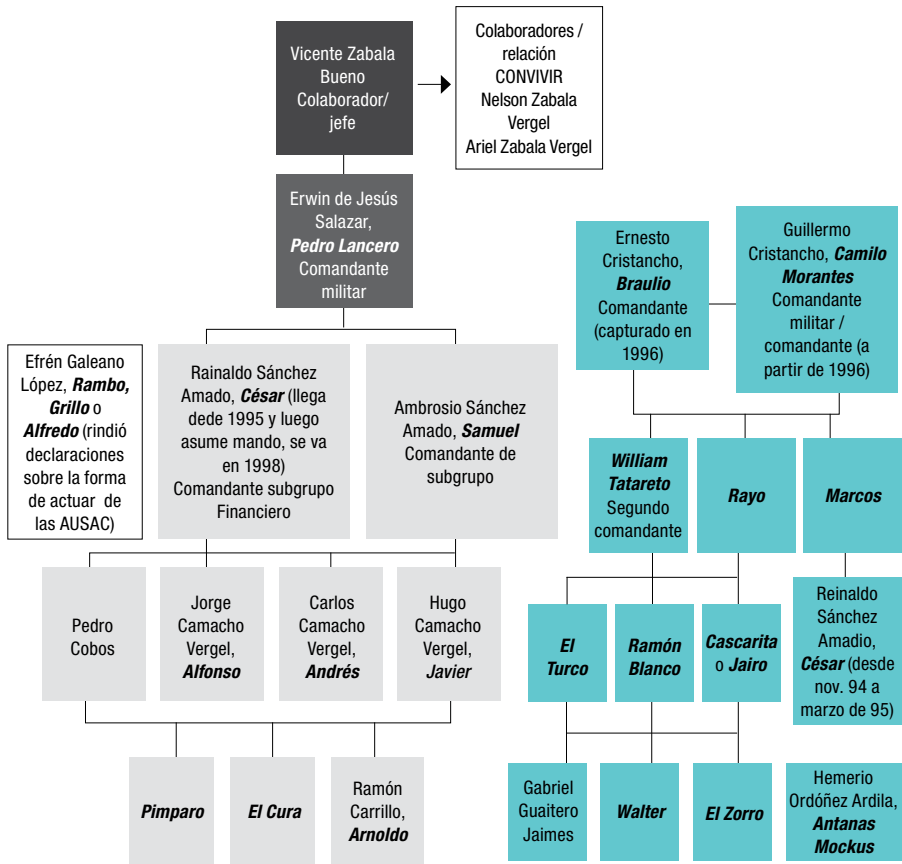 Vicente Zabala
Bueno
Colaborador/
jefe
Colaboradores /
relación
CONVIVIR
Nelson Zabala
Vergel
Ariel Zabala Vergel
Erwin de Jesús
Salazar,
Pedro Lancero
Comandante
militar
Ernesto
Cristancho,
Braulio
Comandante
(capturado en
1996)
Guillermo
Cristancho, Camilo
Morantes
Comandante
militar /
comandante (a
partir de 1996)
Efrén Galeano
López, Rambo,
Grillo o
Alfredo (rindió
declaraciones
sobre la forma
de actuar de
las AUSAC)
Rainaldo Sánchez
Amado, César (llega
dede 1995 y luego
asume mando, se va
en 1998)
Comandante subgrupo
Financiero
Ambrosio Sánchez
Amado, Samuel
Comandante de
subgrupo
William
Tatareto
Segundo
comandante
Rayo
Marcos
Pedro
Cobos
Jorge
Camacho
Vergel,
Alfonso
Carlos
Camacho
Vergel,
Andrés
Hugo
Camacho
Vergel,
Javier
El
Turco
Ramón
Blanco
Cascarita
o Jairo
Reinaldo
Sánchez
Amadio,
César (desde
nov. 94 a
marzo de 95)
Pimparo
El Cura
Ramón
Carrillo,
Arnoldo
Gabriel
Guaitero
Jaimes
Walter
El Zorro
Hemerio
Ordóñez Ardila,
Antanas
Mockus